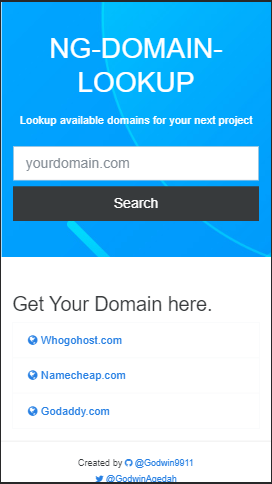 NG-DOMAIN-
LOOKUP
Lookup available domains for your next project
yourdomain.com
Search
Get Your Domain here.
Whogohost.com
Namecheap.com
Godaddy.com
Created by @Godwin9911
@GodwinAgedah